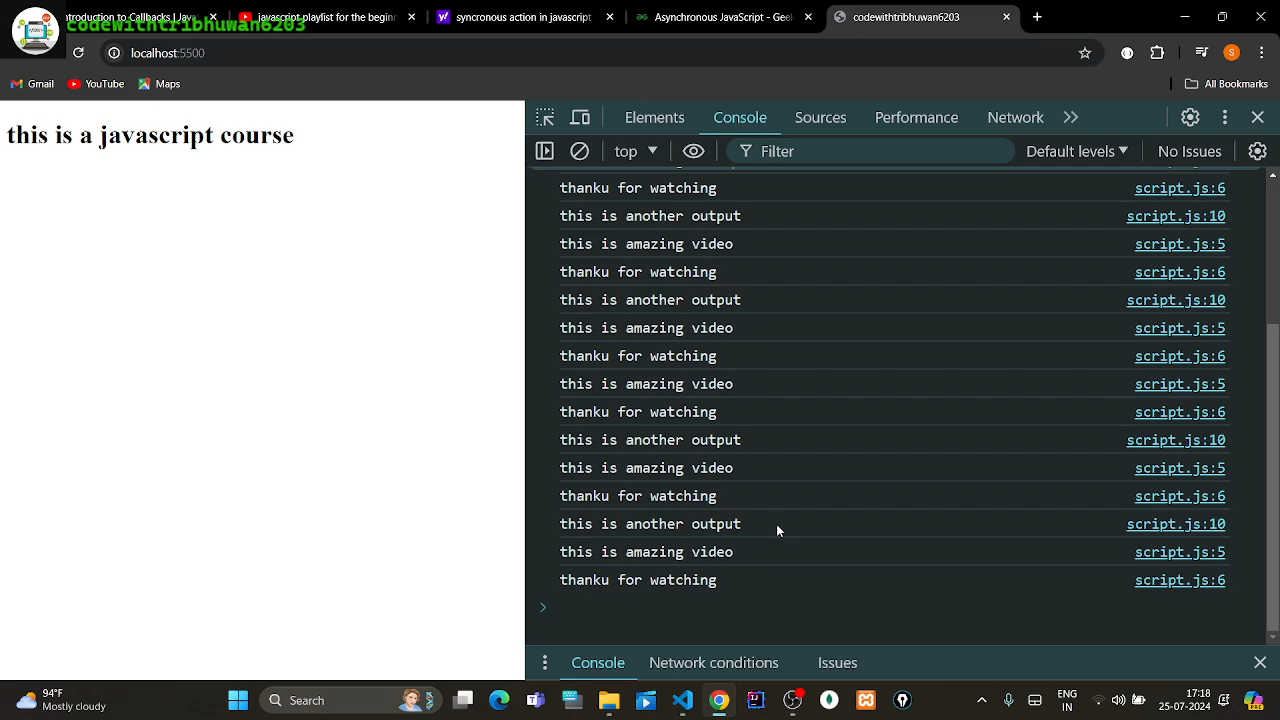 ntroduction to Callbacks | Java
javascript playlist for the begin
syncrinous action in javascript
Asynchronous JavaScript - Gee
Codewithtribhuwan6203
codewithtribhuwan6203
localhost:5500
Gmail YouTube Maps All Bookmarks
this is a javascript course
Elements Console Sources Performance Network
top Filter Default levels No Issues
thanku for watching script.js:6
this is another output script.js:10
this is amazing video script.js:5
thanku for watching script.js:6
this is another output script.js:10
this is amazing video script.js:5
thanku for watching script.js:6
this is amazing video script.js:5
thanku for watching script.js:6
this is another output script.js:10
this is amazing video script.js:5
thanku for watching script.js:6
this is another output script.js:10
this is amazing video script.js:5
thanku for watching script.js:6
Console Network conditions Issues
94°F
Mostly cloudy
Search
ENG
IN
17:18
25-07-2024